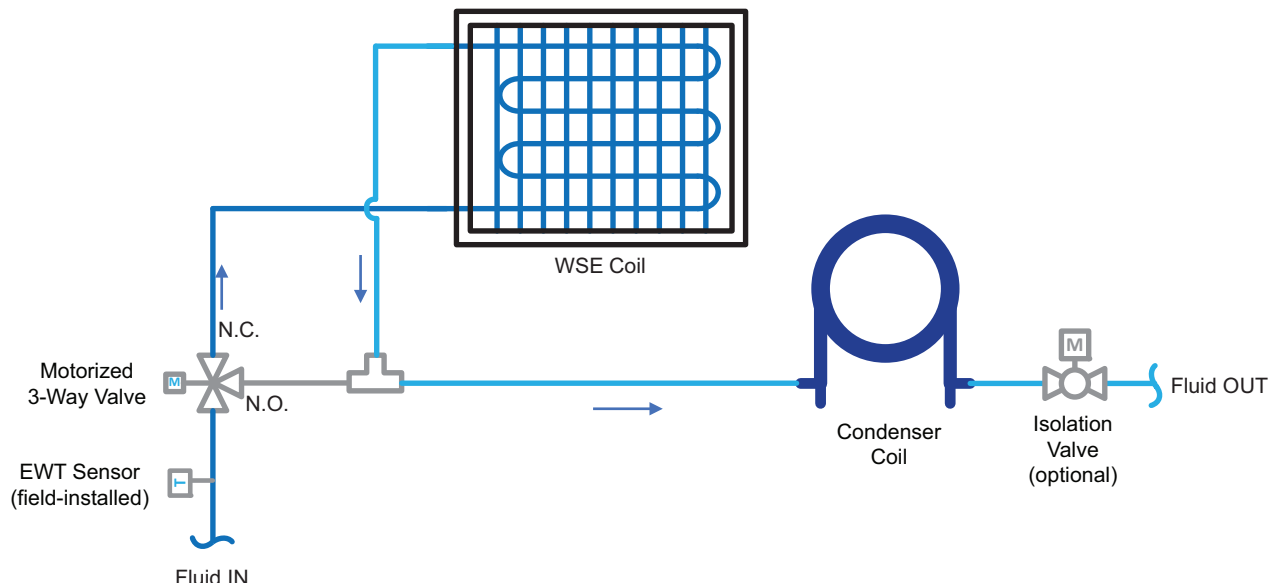 WSE Coil
N.C.
Motorized
3-Way Valve
M
N.O.
M
Fluid OUT
Condenser
Coil
Isolation
Valve
(optional)
EWT Sensor
(field-installed)
T
Fluid IN